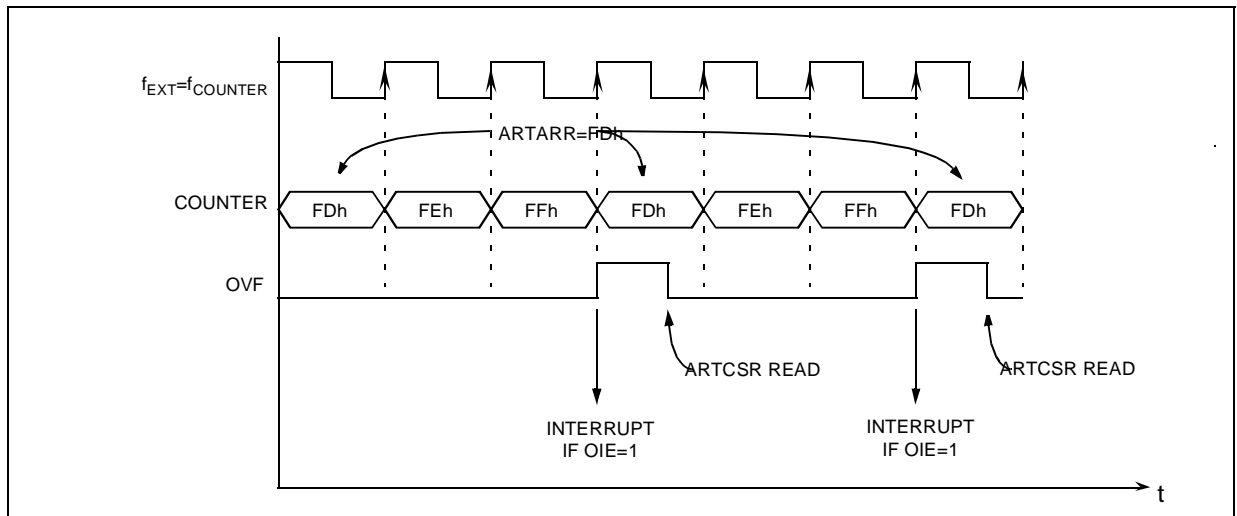 fEXT=fCOUNTER
ARTARR=FDh
COUNTER
FDh FEh FFh FDh FEh FFh FDh
OVF
ARTCSR READ ARTCSR READ
INTERRUPT INTERRUPT
IF OIE=1 IF OIE=1
t